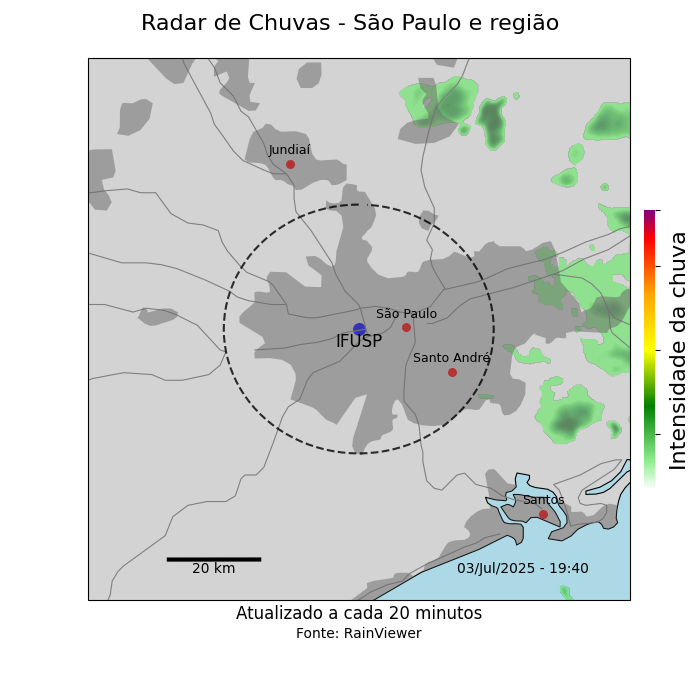 Radar de Chuvas - São Paulo e região
Jundiaí
São Paulo
IFUSP
Santo André
Santos
20 km
03/Jul/2025 - 19:40
Intensidade da chuva
Atualizado a cada 20 minutos
Fonte: RainViewer